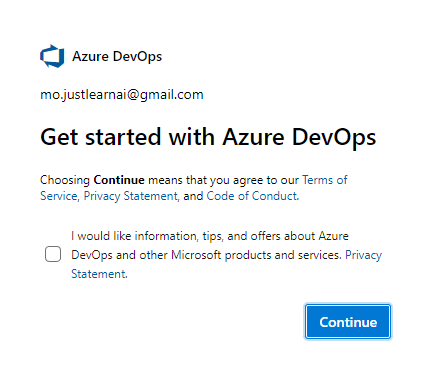 Azure DevOps
mo.justlearnai@gmail.com
Get started with Azure DevOps
Choosing Continue means that you agree to our Terms of
Service, Privacy Statement, and Code of Conduct.
I would like information, tips, and offers about Azure
DevOps and other Microsoft products and services. Privacy
Statement.
Continue